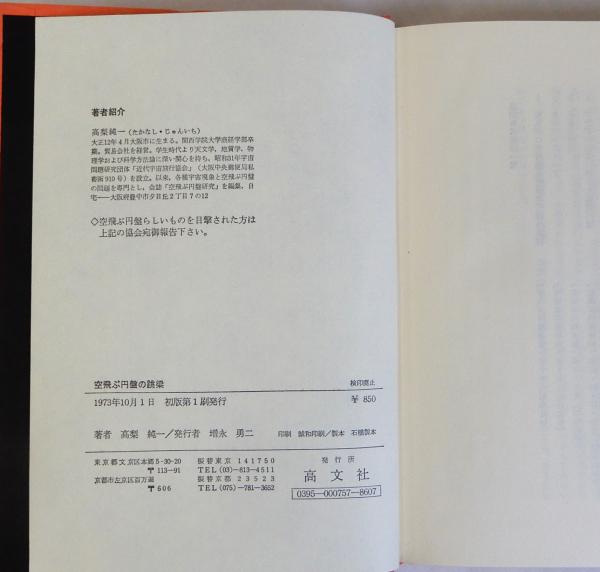 著者紹介
高梨純一（たかなし・じゅんいち）
大正12年4月大阪市に生まる。関西学院大学商経学部卒
業。貿易会社を経営。学生時代より天文学、地質学、物
理学および科学方法論に深い関心を持ち、昭和31年宇宙
問題研究団体「近代宇宙旅行協会」（大阪中央郵便局私
書函910号）を設立。以来、各種宇宙現象と空飛ぶ円盤
の問題を専門とし、会誌「空飛ぶ円盤研究」を編集。自
宅——大阪府豊中市夕日丘2丁目7の12
◇空飛ぶ円盤らしいものを目撃された方は
上記の協会宛御報告下さい。
空飛ぶ円盤の跳梁 検印廃止
1973年10月1日 初版第1刷発行 ¥ 850
著者 高梨 純一／発行者 増永 勇二 印刷 誠和印刷／製本 石橋製本
東京都文京区本郷5-30-20 振替東京 141750 発行所
〒113-91 TEL (03)-813-4511 高文社
京都市左京区百万遍 振替京都 23523
〒606 TEL (075)-781-3652 0395-000757-8607